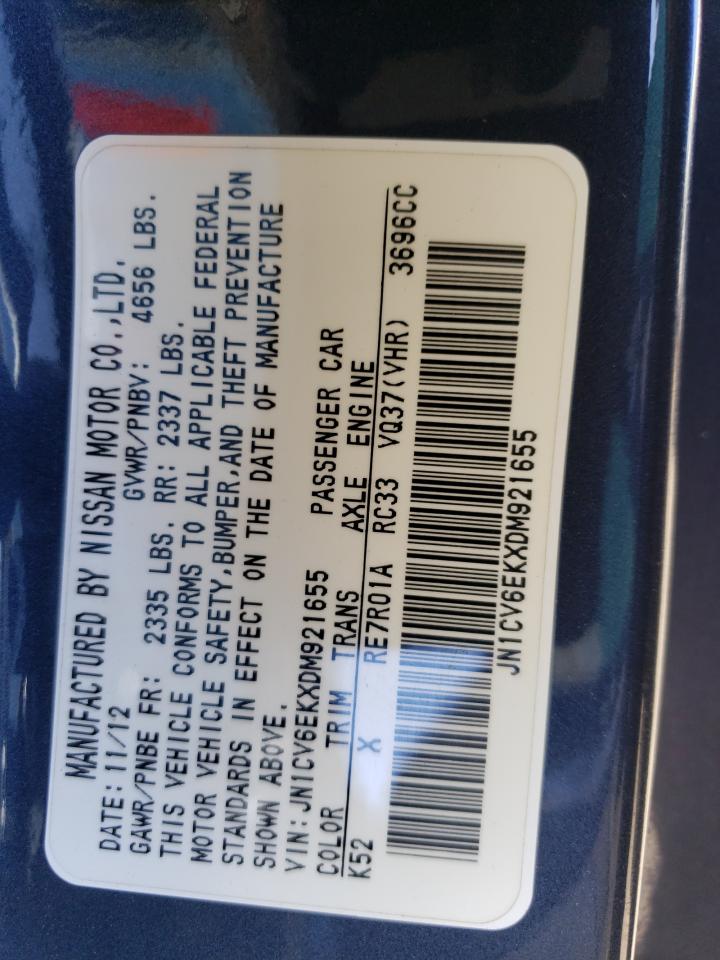 MANUFACTURED BY NISSAN MOTOR CO.,LTD.
DATE: 11/12 GVWR/PNBV: 4656 LBS.
GAWR/PNBE FR: 2335 LBS. RR: 2337 LBS.
THIS VEHICLE CONFORMS TO ALL APPLICABLE FEDERAL
MOTOR VEHICLE SAFETY,BUMPER,AND THEFT PREVENTION
STANDARDS IN EFFECT ON THE DATE OF MANUFACTURE
SHOWN ABOVE.
VIN: JN1CV6EKXDM921655 PASSENGER CAR
COLOR TRIM TRANS AXLE ENGINE
K52 X RE7R01A RC33 VQ37(VHR) 3696CC
JN1CV6EKXDM921655